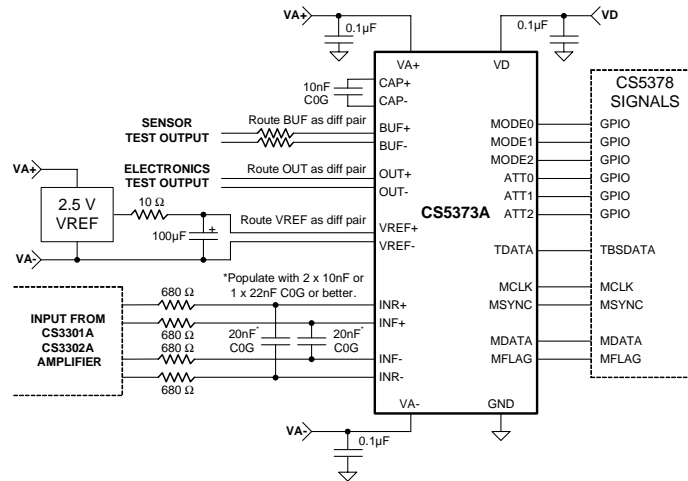 VA+
0.1µF
VD
0.1µF
VA+
VD
CS5378
SIGNALS
10nF
C0G
CAP+
CAP-
SENSOR
TEST OUTPUT
Route BUF as diff pair
BUF+
BUF-
ELECTRONICS
TEST OUTPUT
Route OUT as diff pair
OUT+
OUT-
VA+
2.5 V
VREF
10 Ω
100µF
+
Route VREF as diff pair
VREF+
VREF-
VA-
CS5373A
MODE0
GPIO
MODE1
GPIO
MODE2
GPIO
ATT0
GPIO
ATT1
GPIO
ATT2
GPIO
TDATA
TBSDATA
MCLK
MCLK
MSYNC
MSYNC
MDATA
MDATA
MFLAG
MFLAG
*Populate with 2 x 10nF or
1 x 22nF C0G or better.
INPUT FROM
CS3301A
CS3302A
AMPLIFIER
680 Ω
680 Ω
680 Ω
680 Ω
20nF*
C0G
20nF*
C0G
INR+
INF+
INF-
INR-
VA-
GND
VA-
0.1µF